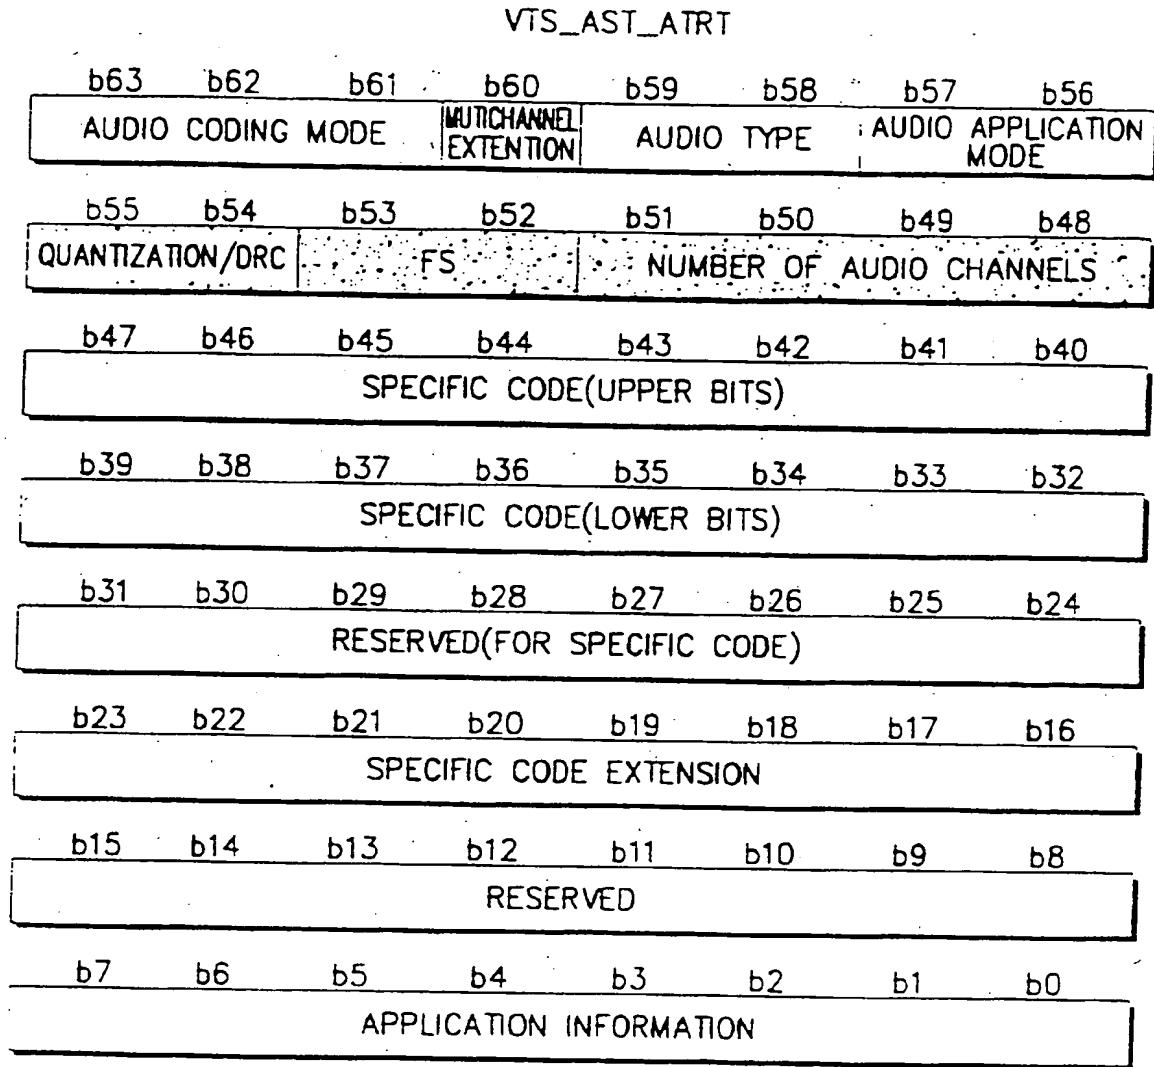 VTS_AST_ATRT
b63 b62 b61 b60 b59 b58 b57 b56
AUDIO CODING MODE
MUTICHANNEL
EXTENTION
AUDIO TYPE
AUDIO APPLICATION
MODE
b55 b54 b53 b52 b51 b50 b49 b48
QUANTIZATION/DRC FS NUMBER OF AUDIO CHANNELS
b47 b46 b45 b44 b43 b42 b41 b40
SPECIFIC CODE(UPPER BITS)
b39 b38 b37 b36 b35 b34 b33 b32
SPECIFIC CODE(LOWER BITS)
b31 b30 b29 b28 b27 b26 b25 b24
RESERVED(FOR SPECIFIC CODE)
b23 b22 b21 b20 b19 b18 b17 b16
SPECIFIC CODE EXTENSION
b15 b14 b13 b12 b11 b10 b9 b8
RESERVED
b7 b6 b5 b4 b3 b2 b1 b0
APPLICATION INFORMATION